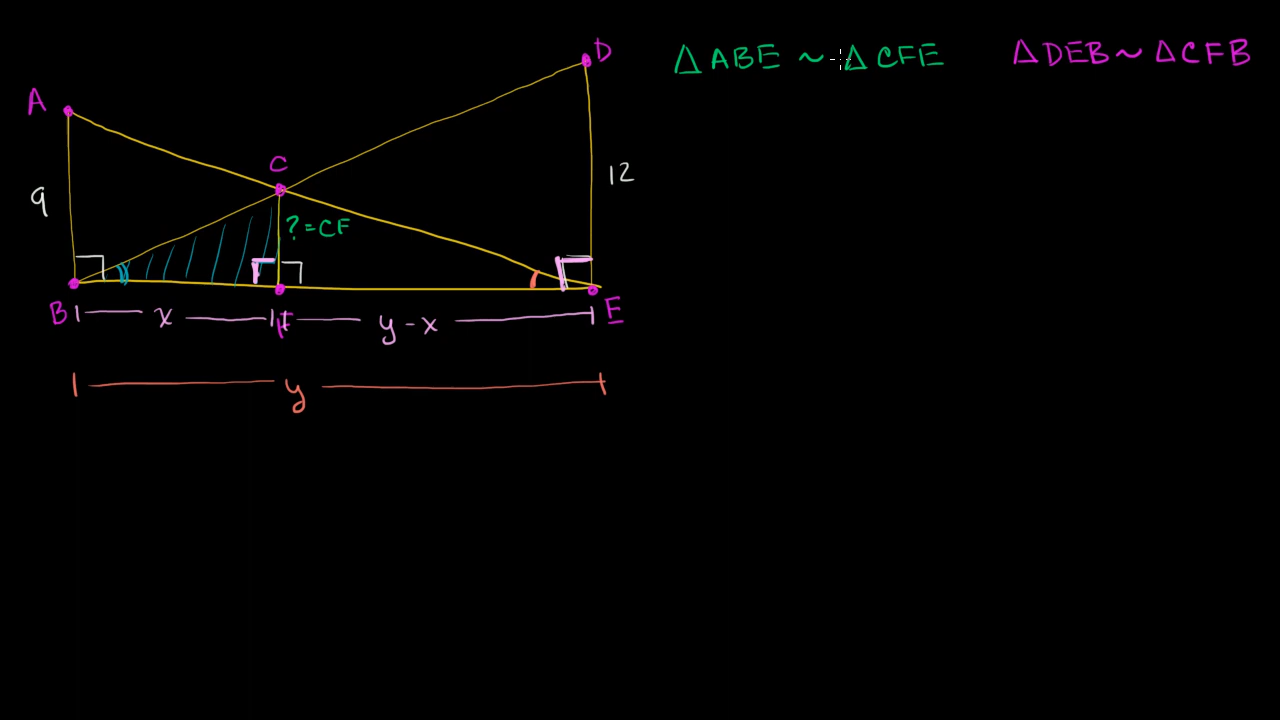 △ABE ~ △CFE
△DEB ~ △CFB
D
A
C
9
12
? = CF
B
x
F
y - x
E
y